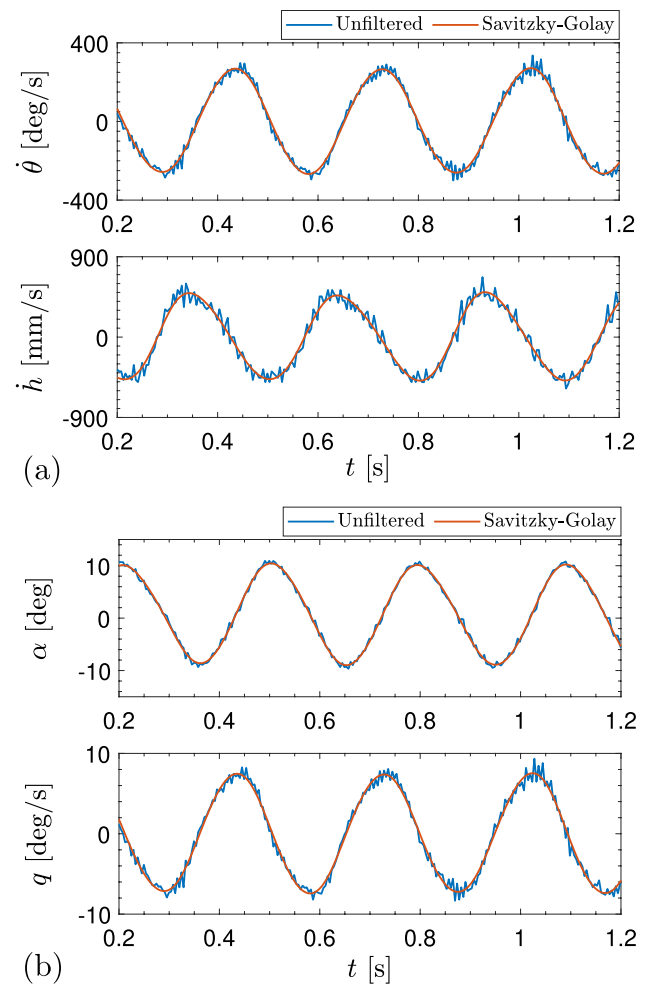 Unfiltered Savitzky-Golay
400
0
-400
θ̇ [deg/s]
0.2 0.4 0.6 0.8 1 1.2
900
0
-900
ḣ [mm/s]
0.2 0.4 0.6 0.8 1 1.2
(a) t [s]
Unfiltered Savitzky-Golay
10
0
-10
α [deg]
0.2 0.4 0.6 0.8 1 1.2
10
0
-10
q [deg/s]
0.2 0.4 0.6 0.8 1 1.2
(b) t [s]